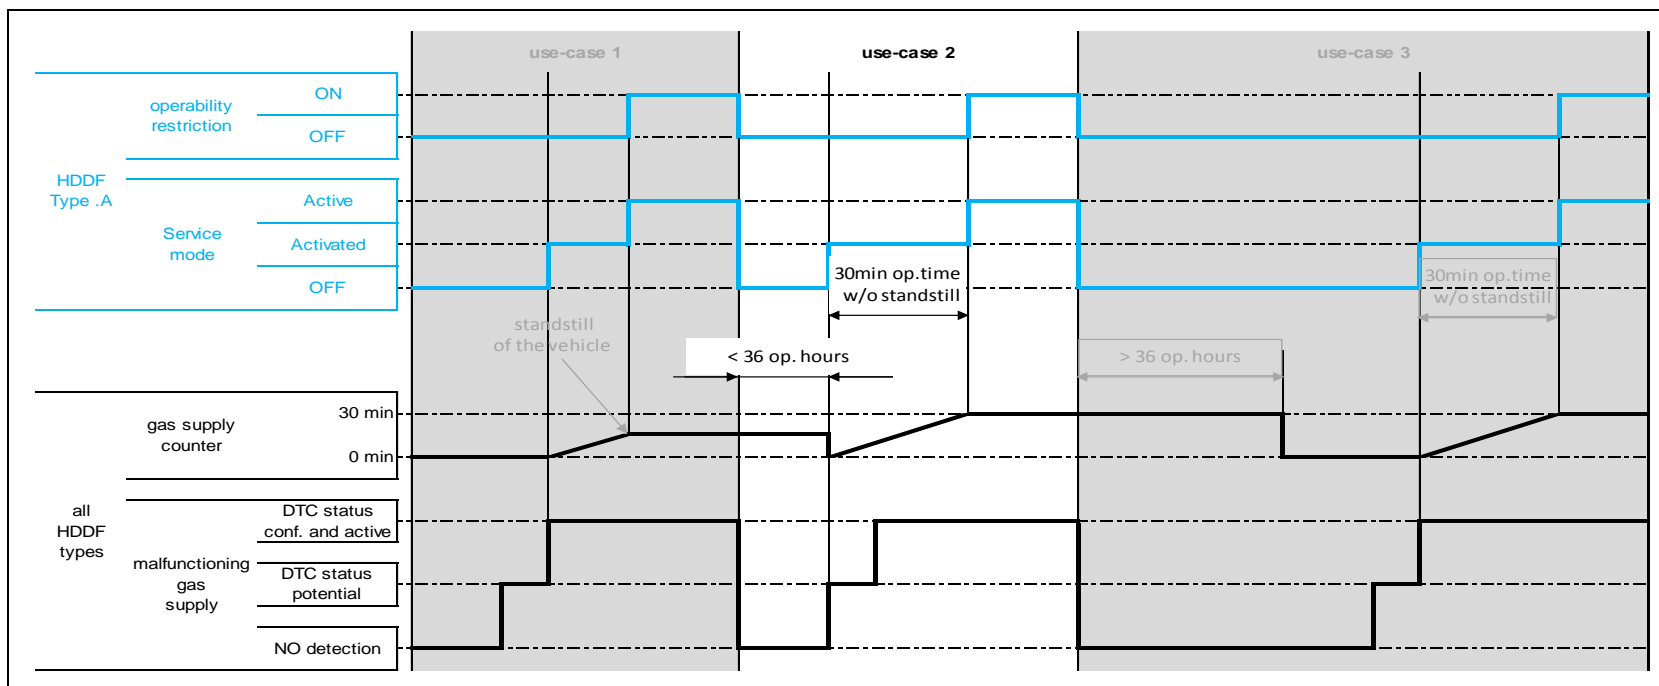 use-case 1
use-case 2
use-case 3
HDDF
Type .A
operability
restriction
ON
OFF
Service
mode
Active
Activated
OFF
30min op.time
w/o standstill
30min op.time
w/o standstill
standstill
of the vehicle
< 36 op. hours
> 36 op. hours
all
HDDF
types
gas supply
counter
30 min
0 min
malfunctioning
gas
supply
DTC status
conf. and active
DTC status
potential
NO detection